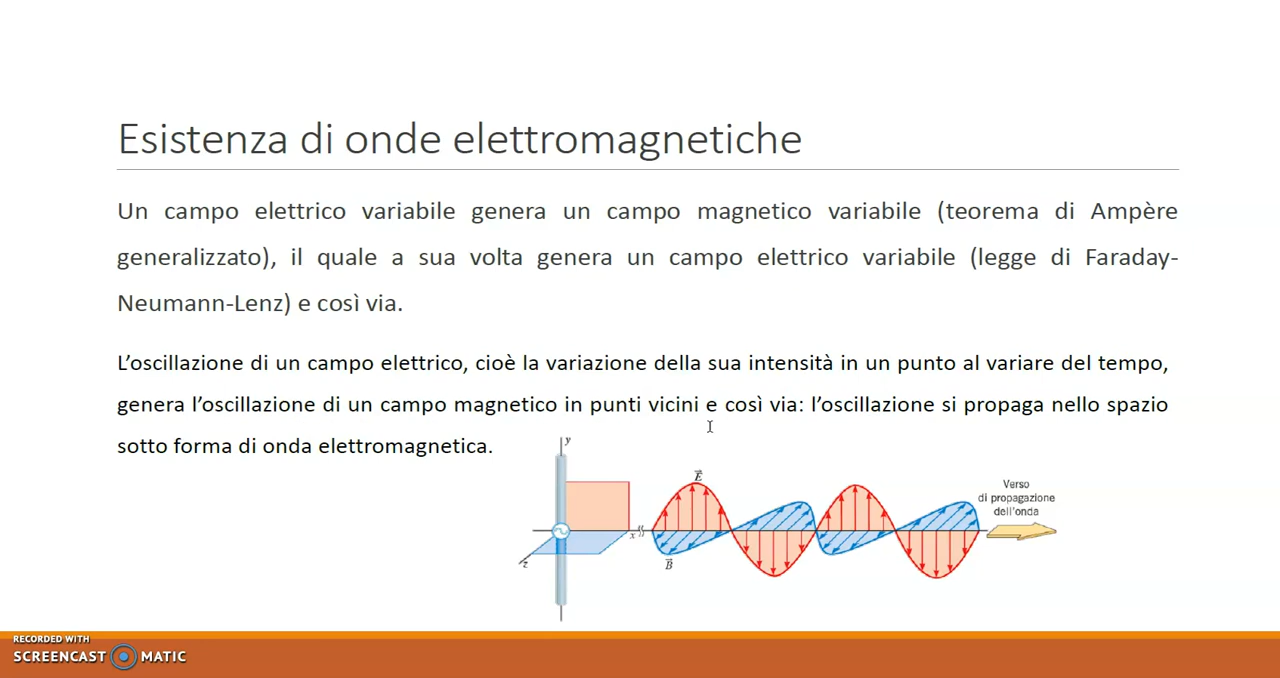 Esistenza di onde elettromagnetiche
Un campo elettrico variabile genera un campo magnetico variabile (teorema di Ampère
generalizzato), il quale a sua volta genera un campo elettrico variabile (legge di Faraday-
Neumann-Lenz) e così via.
L’oscillazione di un campo elettrico, cioè la variazione della sua intensità in un punto al variare del tempo,
genera l’oscillazione di un campo magnetico in punti vicini e così via: l’oscillazione si propaga nello spazio
sotto forma di onda elettromagnetica.
y
E
Verso
di propagazione
dell’onda
x
z
B
RECORDED WITH
SCREENCAST MATIC